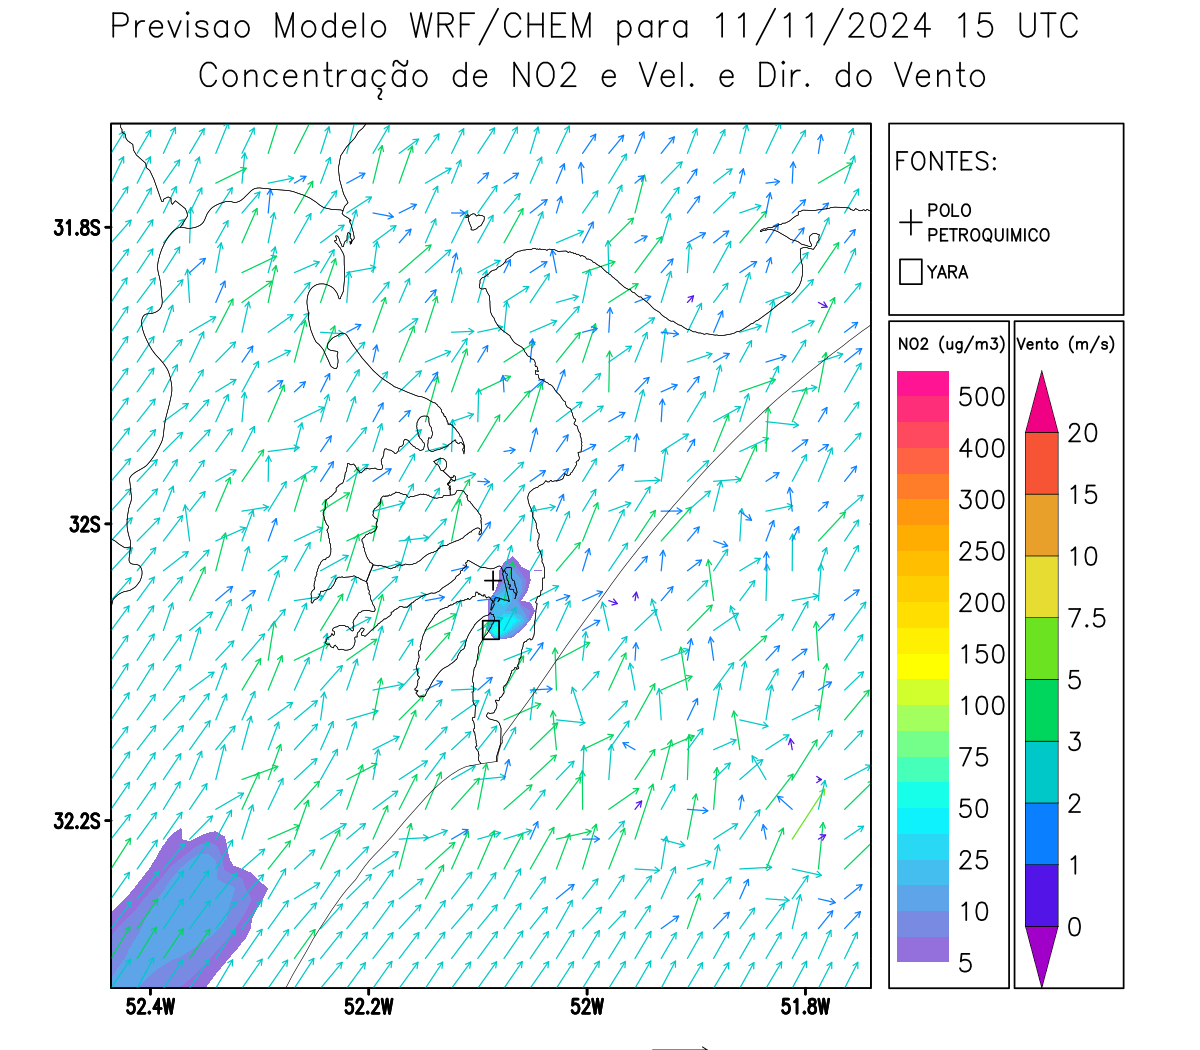 Previsao Modelo WRF/CHEM para 11/11/2024 15 UTC
Concentração de NO2 e Vel. e Dir. do Vento
FONTES:
POLO
PETROQUIMICO
YARA
NO2 (ug/m3)
500
400
300
250
200
150
100
75
50
25
10
5
Vento (m/s)
20
15
10
7.5
5
3
2
1
0
31.8S
32S
32.2S
52.4W
52.2W
52W
51.8W